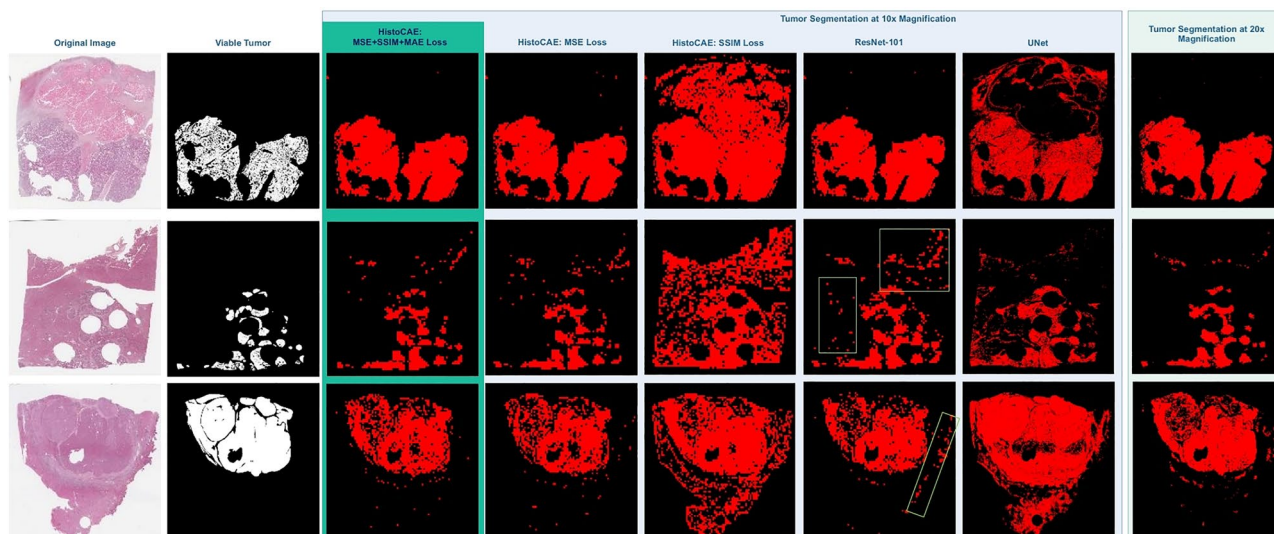 Tumor Segmentation at 10x Magnification
Original Image
Viable Tumor
HistoCAE:
MSE+SSIM+MAE Loss
HistoCAE: MSE Loss
HistoCAE: SSIM Loss
ResNet-101
UNet
Tumor Segmentation at 20x
Magnification